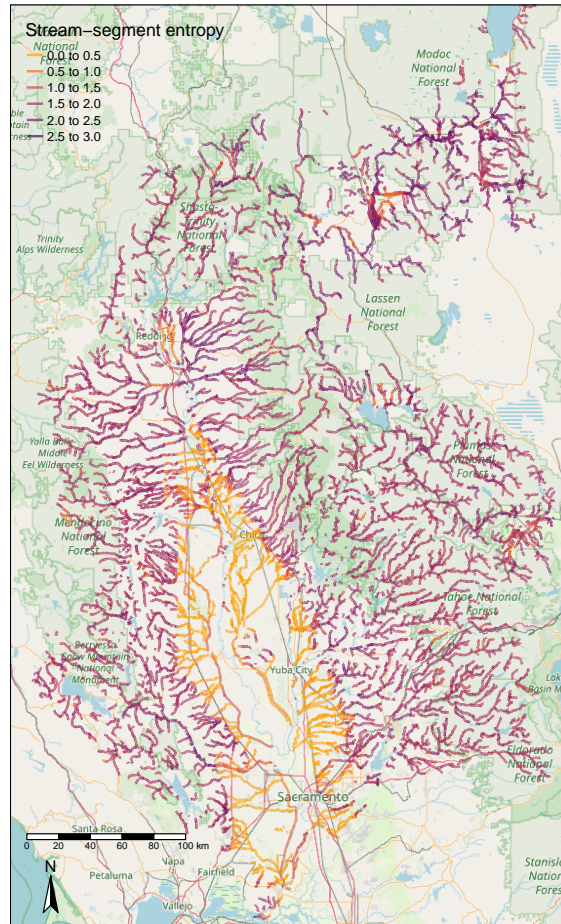 Stream−segment entropy
0.0 to 0.5
0.5 to 1.0
1.0 to 1.5
1.5 to 2.0
2.0 to 2.5
2.5 to 3.0
Modoc
National
Forest
Shasta-
Trinity
National
Forest
Trinity
Alps Wilderness
Lassen
National
Forest
Redding
Yolla Bolly
Middle
Eel Wilderness
Plumas
National
Forest
Mendocino
National
Forest
Chico
Tahoe National
Forest
Berryessa
Snow Mountain
National
Monument
Yuba City
Lak
Basin M
Eldorado
National
Forest
Sacramento
Santa Rosa
0 20 40 60 80 100 km
Napa
Fairfield
Petaluma
Vallejo
N
Stanisl
Fores